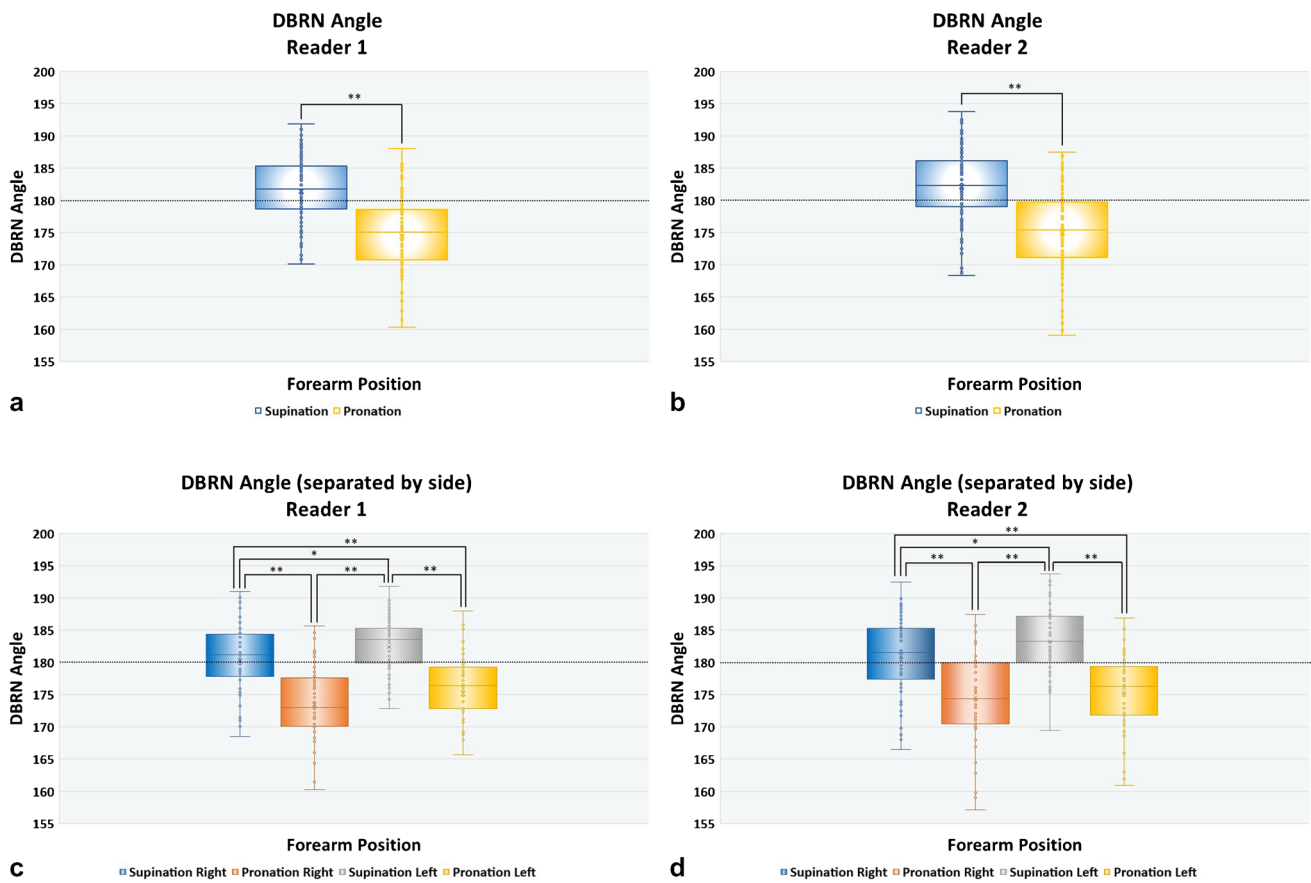 DBRN Angle
Reader 1
200
195
190
185
180
175
170
165
160
155
DBRN Angle
**
Forearm Position
Supination Pronation
a
DBRN Angle
Reader 2
200
195
190
185
180
175
170
165
160
155
DBRN Angle
**
Forearm Position
Supination Pronation
b
DBRN Angle (separated by side)
Reader 1
200
195
190
185
180
175
170
165
160
155
DBRN Angle
**
*
** ** **
Forearm Position
Supination Right Pronation Right Supination Left Pronation Left
c
DBRN Angle (separated by side)
Reader 2
200
195
190
185
180
175
170
165
160
155
DBRN Angle
**
*
** ** **
Forearm Position
Supination Right Pronation Right Supination Left Pronation Left
d